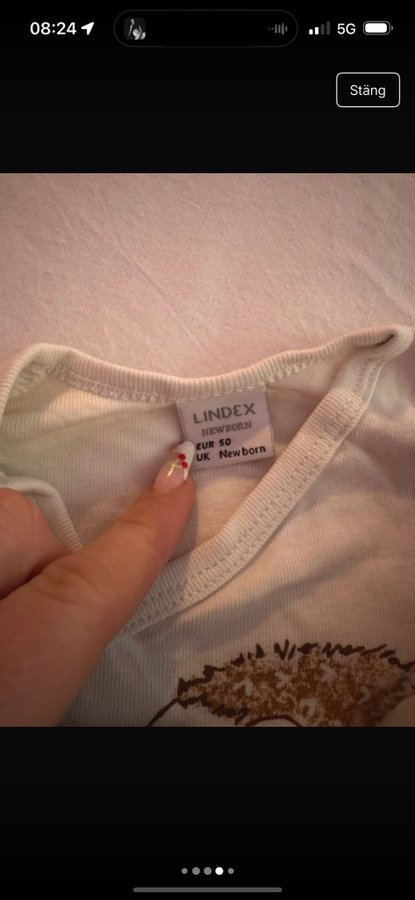 08:24
5G
Stäng
LINDEX
NEWBORN
EUR 50
UK Newborn